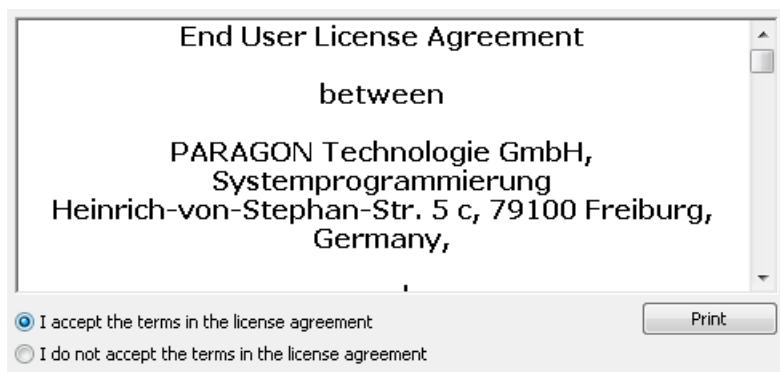 End User License Agreement
between
PARAGON Technologie GmbH,
Systemprogrammierung
Heinrich-von-Stephan-Str. 5 c, 79100 Freiburg,
Germany,
I accept the terms in the license agreement
Print
I do not accept the terms in the license agreement